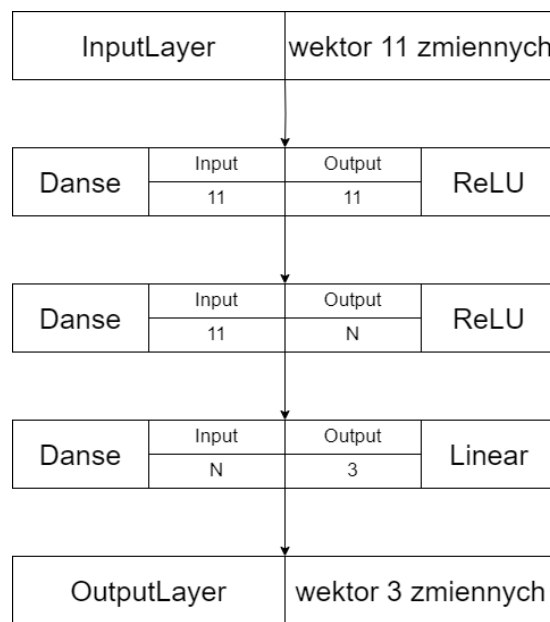 InputLayer wektor 11 zmiennych
Danse Input Output ReLU
11 11
Danse Input Output ReLU
11 N
Danse Input Output Linear
N 3
OutputLayer wektor 3 zmiennych